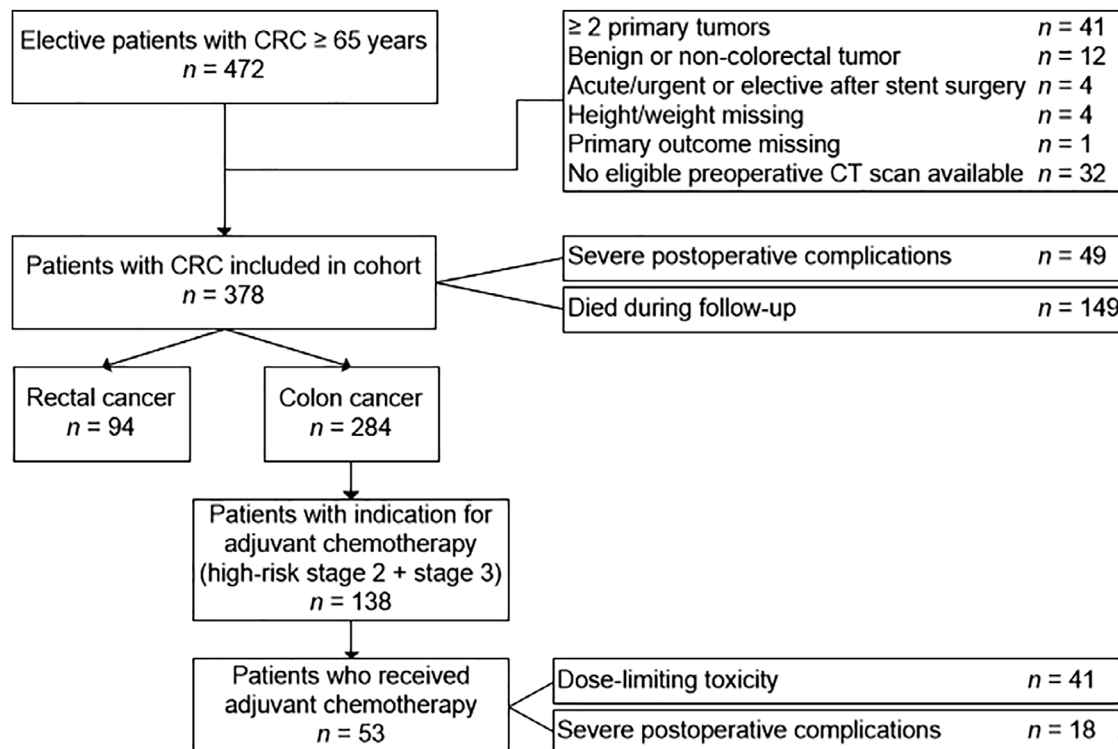 Elective patients with CRC ≥ 65 years
n = 472
≥ 2 primary tumors n = 41
Benign or non-colorectal tumor n = 12
Acute/urgent or elective after stent surgery n = 4
Height/weight missing n = 4
Primary outcome missing n = 1
No eligible preoperative CT scan available n = 32
Patients with CRC included in cohort
n = 378
Severe postoperative complications n = 49
Died during follow-up n = 149
Rectal cancer
n = 94
Colon cancer
n = 284
Patients with indication for
adjuvant chemotherapy
(high-risk stage 2 + stage 3)
n = 138
Patients who received
adjuvant chemotherapy
n = 53
Dose-limiting toxicity n = 41
Severe postoperative complications n = 18